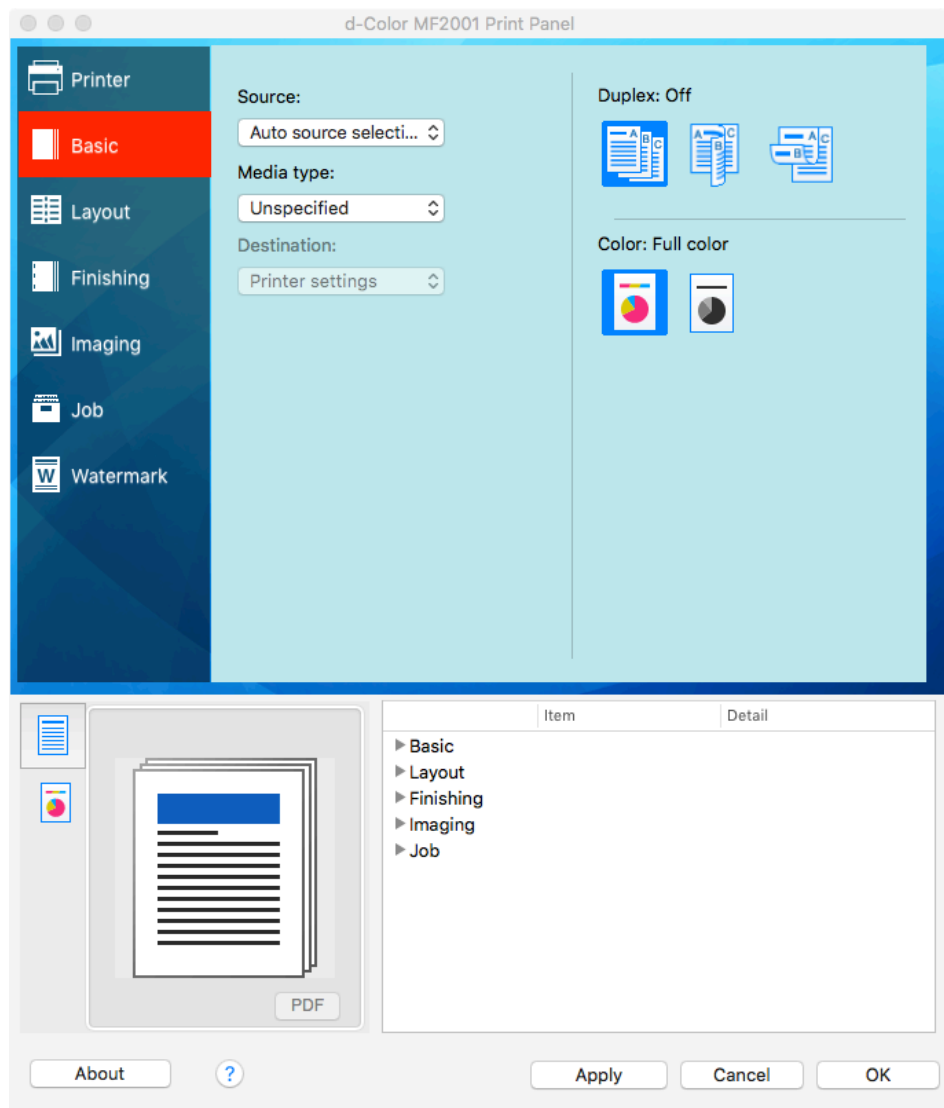 d-Color MF2001 Print Panel
Printer
Basic
Layout
Finishing
Imaging
Job
W Watermark
Source:
Auto source selecti...
Media type:
Unspecified
Destination:
Printer settings
Duplex: Off
A B C
A B C
A B C
Color: Full color
PDF
Item Detail
Basic
Layout
Finishing
Imaging
Job
About ? Apply Cancel OK